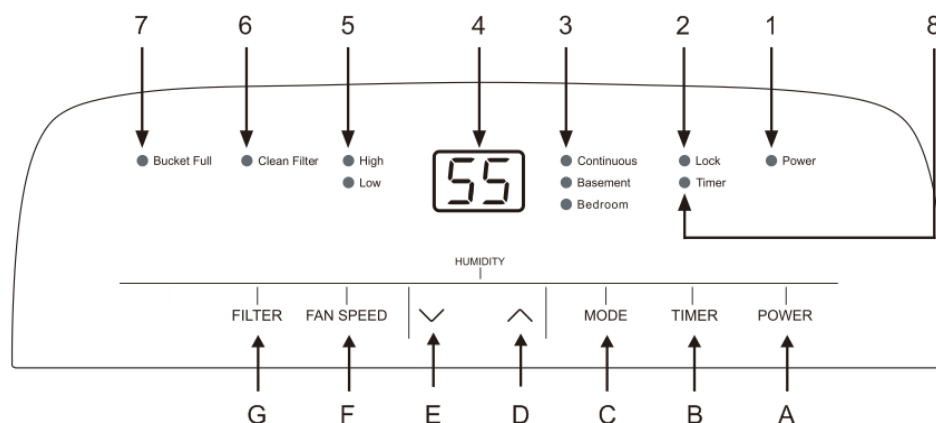 7 6 5 4 3 2 1 8
Bucket Full Clean Filter High 55 Continuous Lock Power
Low Basement Timer
Bedroom
HUMIDITY
FILTER FAN SPEED MODE TIMER POWER
G F E D C B A